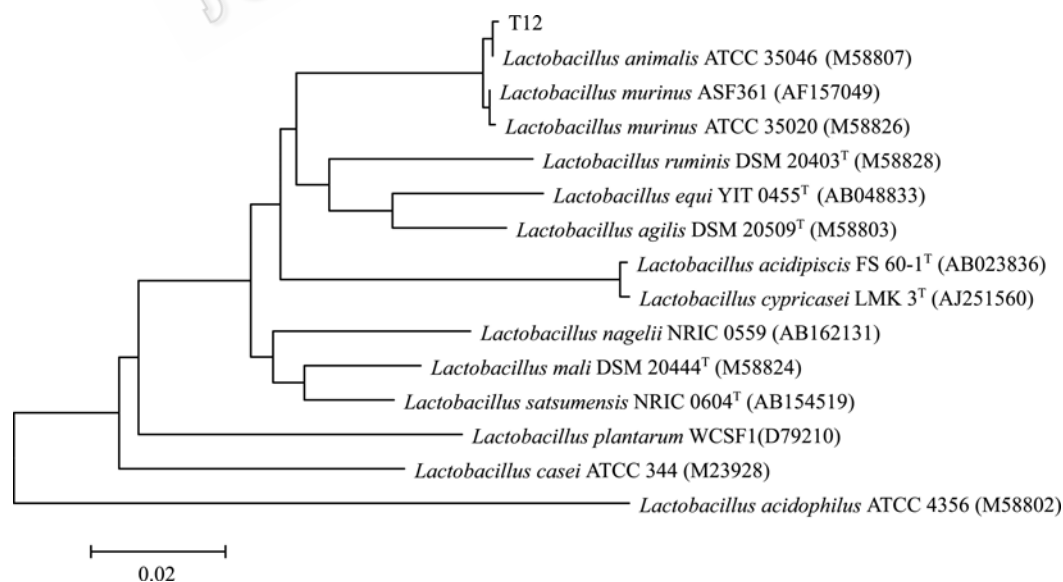 T12
Lactobacillus animalis ATCC 35046 (M58807)
Lactobacillus murinus ASF361 (AF157049)
Lactobacillus murinus ATCC 35020 (M58826)
Lactobacillus ruminis DSM 20403ᵀ (M58828)
Lactobacillus equi YIT 0455ᵀ (AB048833)
Lactobacillus agilis DSM 20509ᵀ (M58803)
Lactobacillus acidipiscis FS 60-1ᵀ (AB023836)
Lactobacillus cypricasei LMK 3ᵀ (AJ251560)
Lactobacillus nagelii NRIC 0559 (AB162131)
Lactobacillus mali DSM 20444ᵀ (M58824)
Lactobacillus satsumensis NRIC 0604ᵀ (AB154519)
Lactobacillus plantarum WCSF1(D79210)
Lactobacillus casei ATCC 344 (M23928)
Lactobacillus acidophilus ATCC 4356 (M58802)
0.02